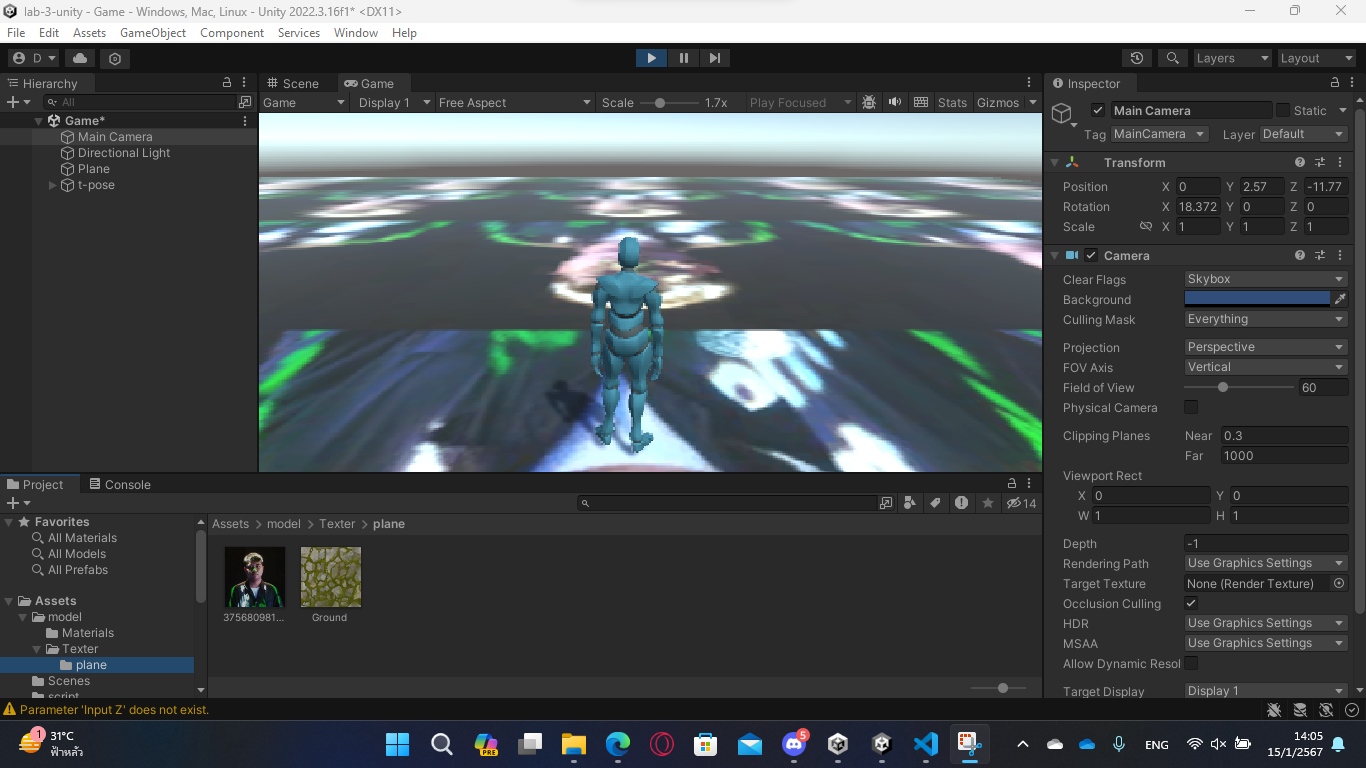 lab-3-unity - Game - Windows, Mac, Linux - Unity 2022.3.16f1* <DX11>
File Edit Assets GameObject Component Services Window Help
D Layers Layout
Hierarchy
All
Game*
Main Camera
Directional Light
Plane
t-pose
Scene Game
Game Display 1 Free Aspect Scale 1.7x Play Focused Stats Gizmos
Inspector
Main Camera Static
Tag MainCamera Layer Default
Transform
Position X 0 Y 2.57 Z -11.77
Rotation X 18.372 Y 0 Z 0
Scale X 1 Y 1 Z 1
Camera
Clear Flags Skybox
Background
Culling Mask Everything
Projection Perspective
FOV Axis Vertical
Field of View 60
Physical Camera
Clipping Planes Near 0.3
Far 1000
Viewport Rect
X 0 Y 0
W 1 H 1
Depth -1
Rendering Path Use Graphics Settings
Target Texture None (Render Texture)
Occlusion Culling
HDR Use Graphics Settings
MSAA Use Graphics Settings
Allow Dynamic Resol
Target Display Display 1
Project Console
14
Favorites
All Materials
All Models
All Prefabs
Assets
model
Materials
Texter
plane
Scenes
script
Assets > model > Texter > plane
375680981... Ground
Parameter 'Input Z' does not exist.
1 31°C
ฟ้าหลัว
PRE
5
ENG
14:05
15/1/2567